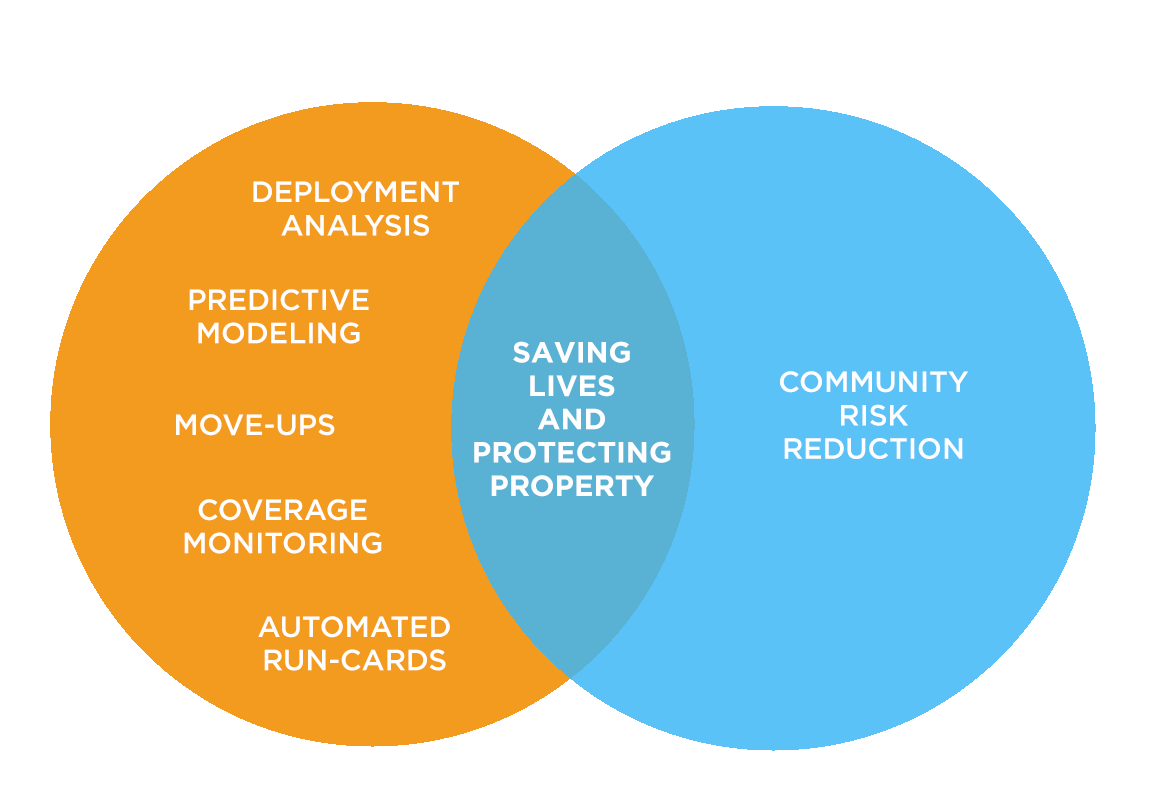 DEPLOYMENT
ANALYSIS
PREDICTIVE
MODELING
MOVE-UPS
COVERAGE
MONITORING
AUTOMATED
RUN-CARDS
SAVING
LIVES
AND
PROTECTING
PROPERTY
COMMUNITY
RISK
REDUCTION